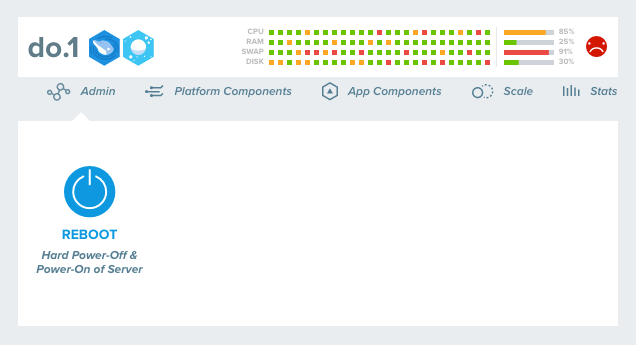 do.1
CPU 85%
RAM 25%
SWAP 91%
DISK 30%
Admin Platform Components App Components Scale Stats
REBOOT
Hard Power-Off &
Power-On of Server